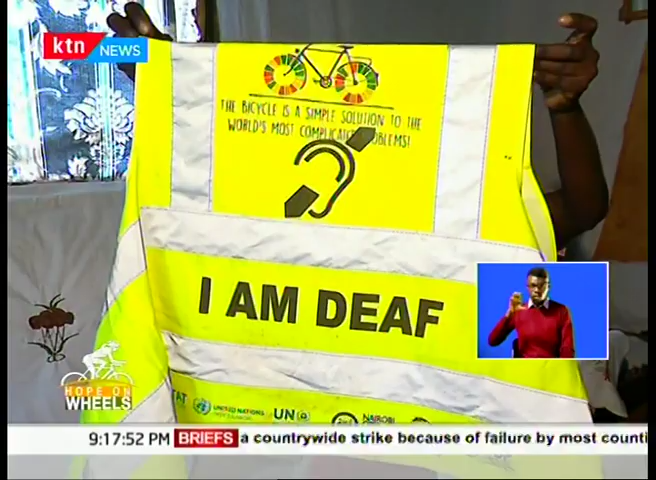 ktn NEWS
THE BICYCLE IS A SIMPLE SOLUTION TO THE
WORLD'S MOST COMPLICATED PROBLEMS!
I AM DEAF
HOPE ON
WHEELS
UNITED NATIONS
UN
NAIROBI
9:17:52 PM BRIEFS a countrywide strike because of failure by most counti